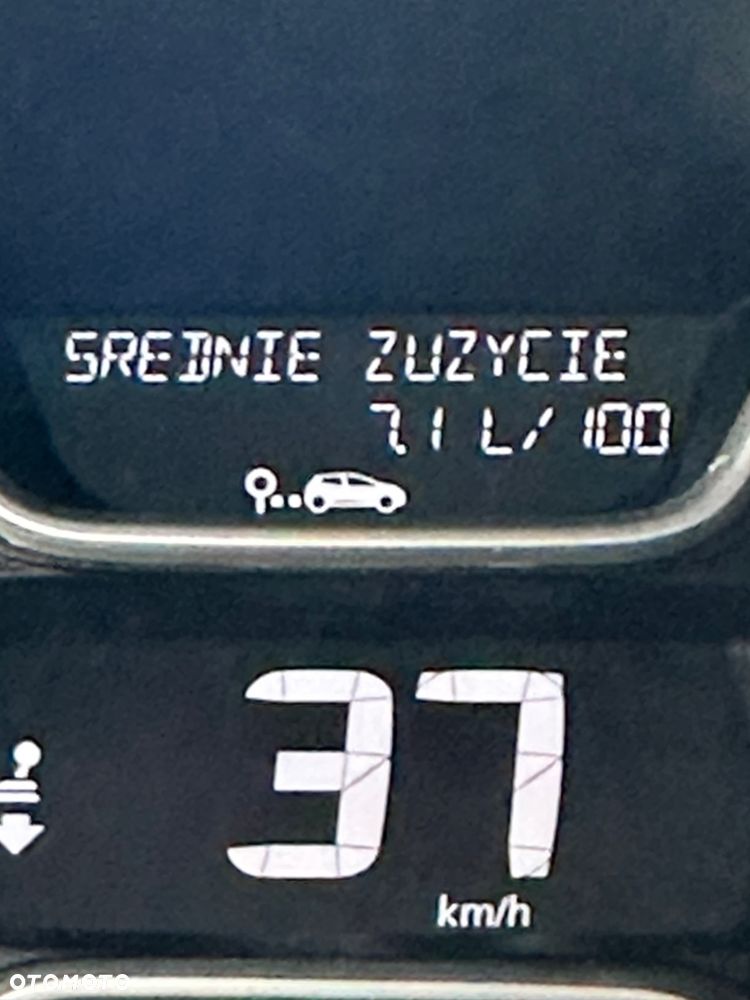 SREDNIE ZUZYCIE
7.1 L/100
37
km/h
OTOMOTO